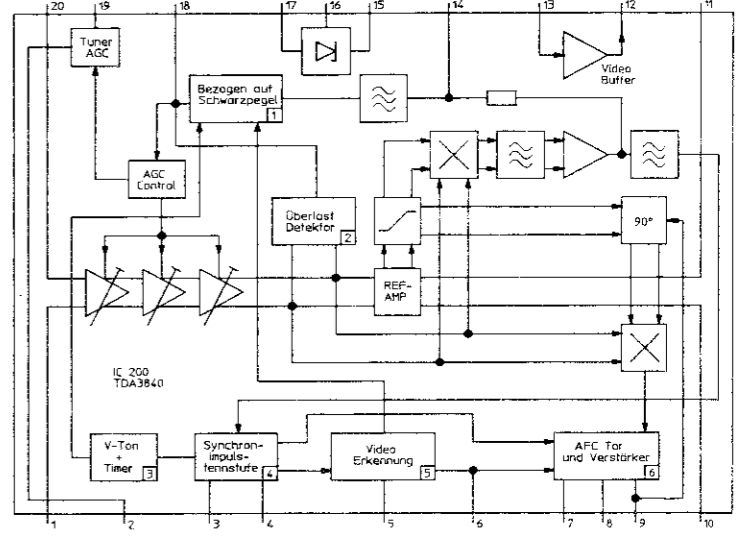 20
19
18
17
16
15
14
13
12
11
Tuner
AGC
Bezogen auf
Schwarzpegel
1
Video
Buffer
AGC
Control
Überlast
Detektor
2
90°
REF-
AMP
IC 200
TDA3840
V-Ton
+
Timer
3
Synchron-
impuls-
tennstufe
4
Video
Erkennung
5
AFC Tor
und Verstärker
6
1
2
3
4
5
6
7
8
9
10